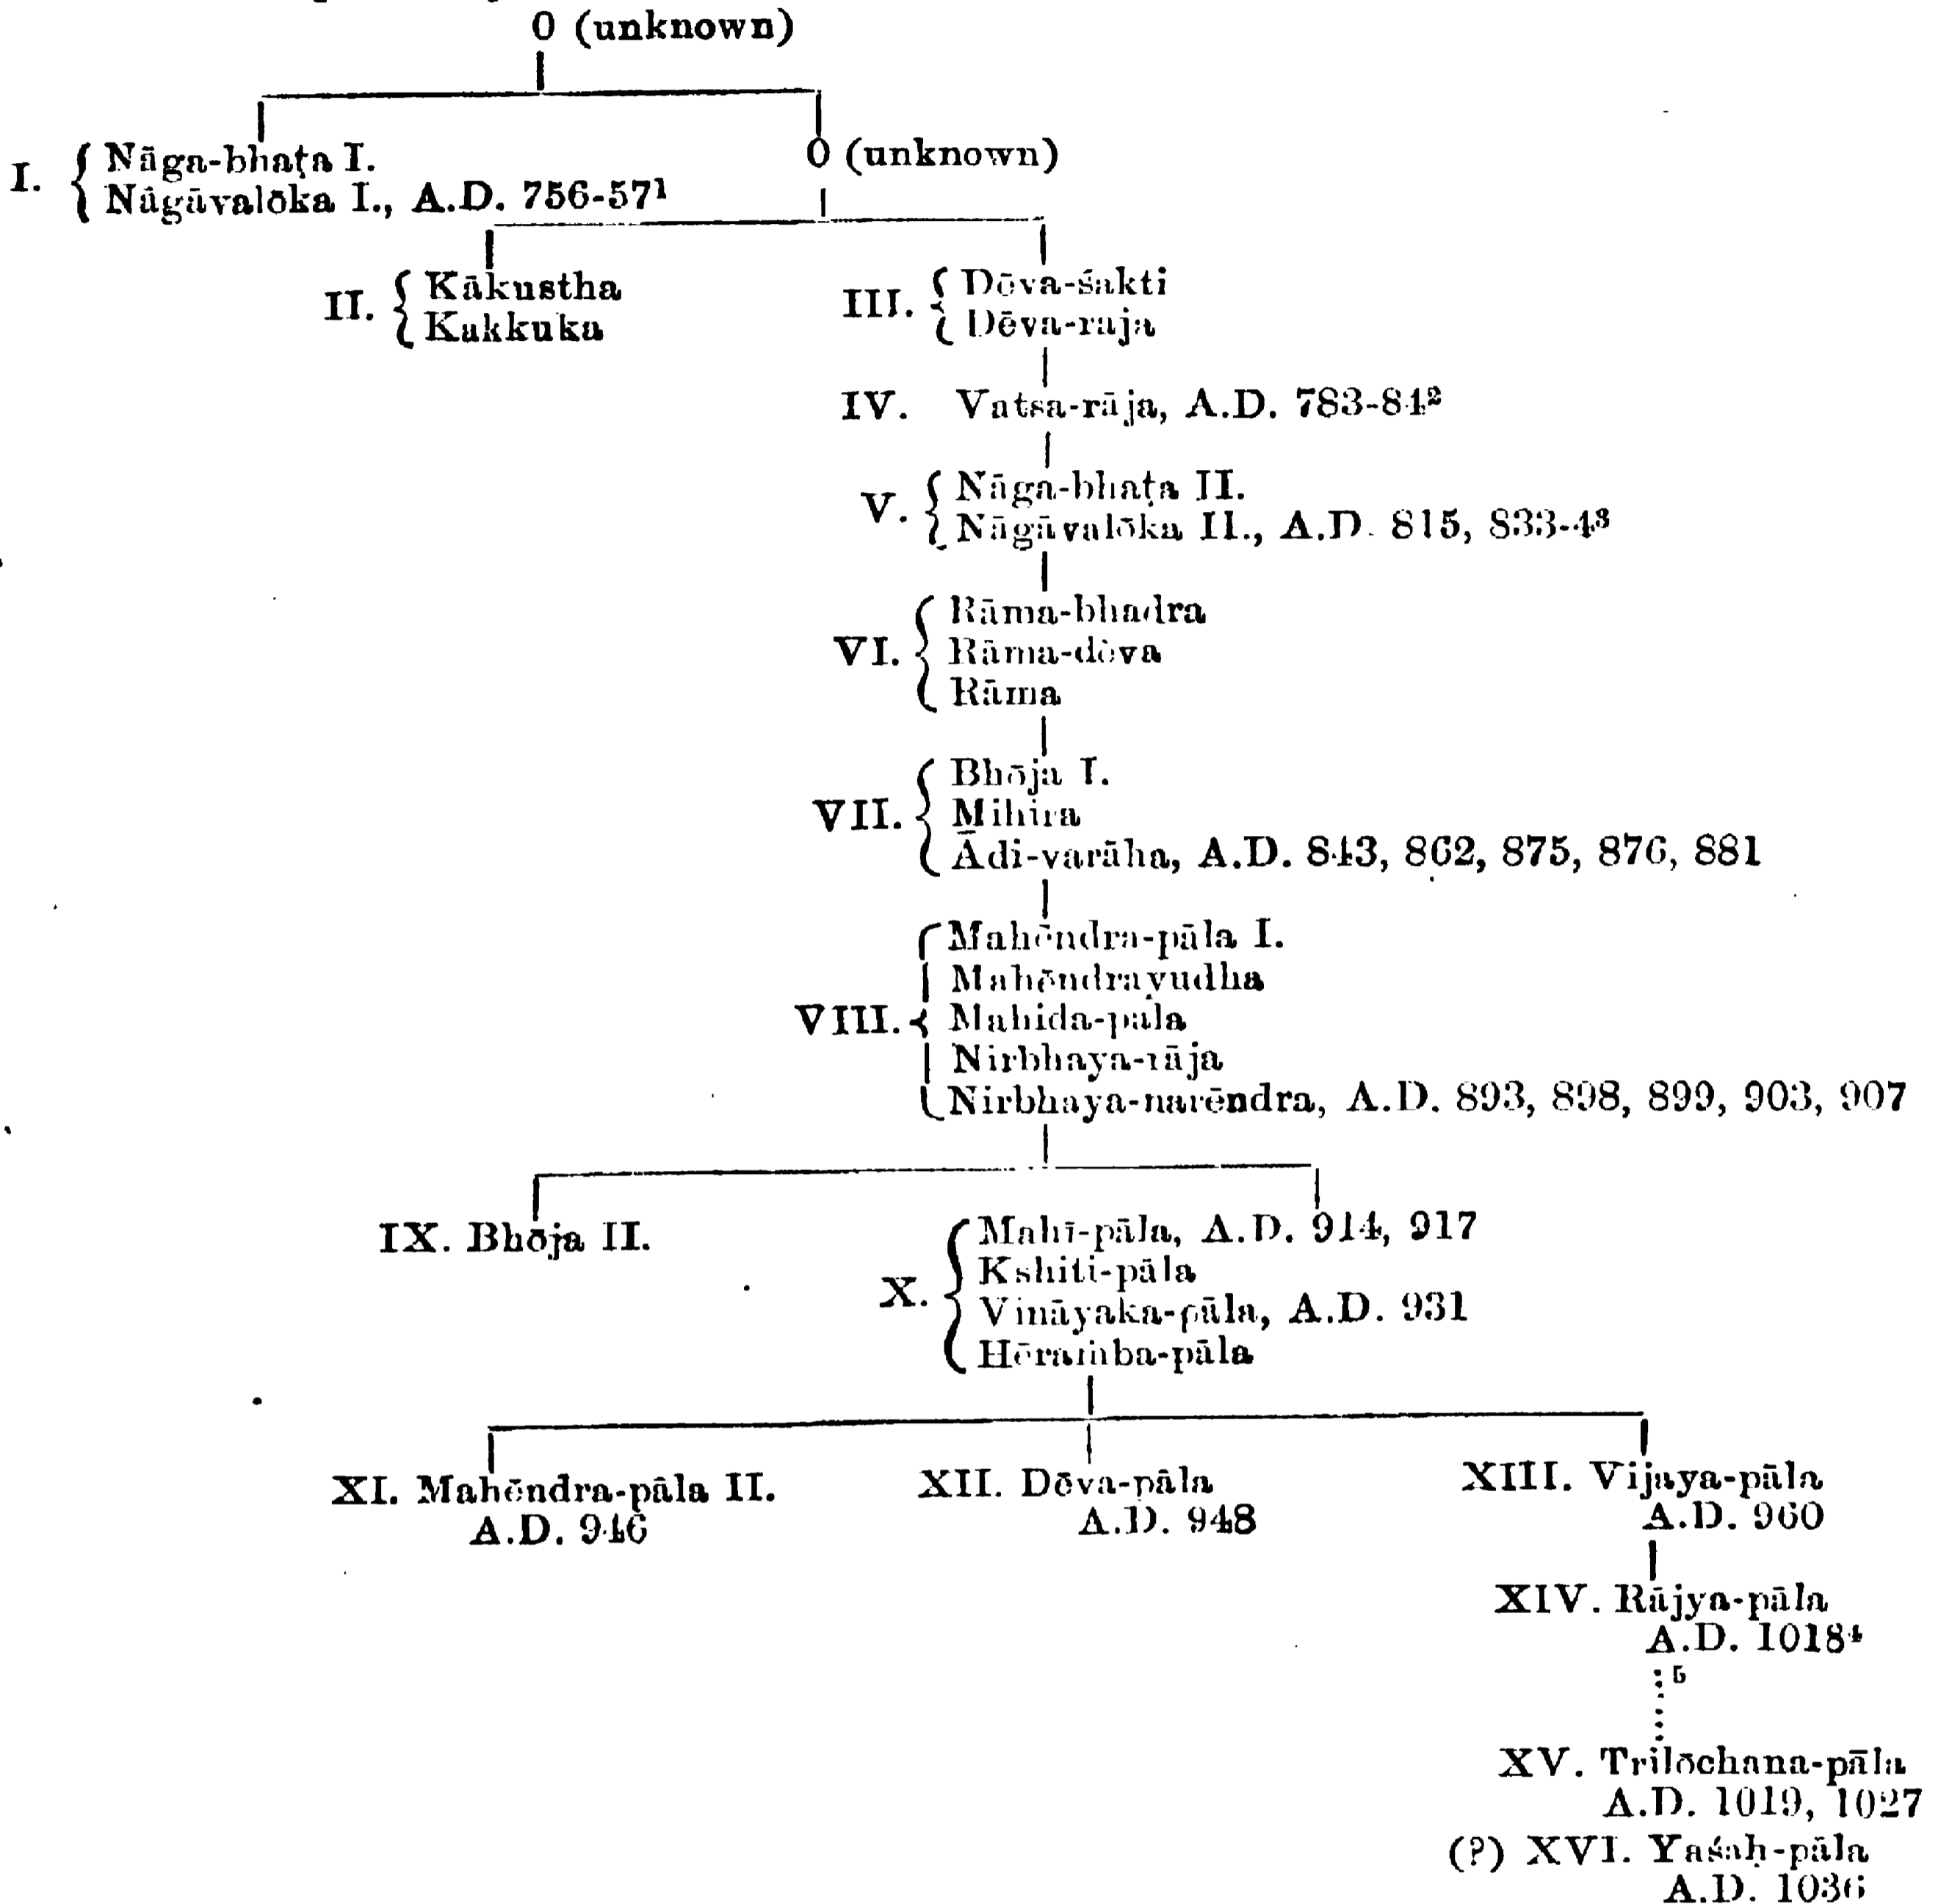 0 (unknown)
I. { Nāga-bhaṭa I.
Nāgāvalōka I., A.D. 756-57¹
0 (unknown)
II. { Kākustha
Kakkuka
III. { Dēva-śakti
Dēva-raja
IV. Vatsa-rāja, A.D. 783-84²
V. { Nāga-bhaṭa II.
Nāgāvalōka II., A.D. 815, 833-4³
VI. { Rāma-bhadra
Rāma-dēva
Rāma
VII. { Bhōja I.
Mihira
Ādi-varāha, A.D. 843, 862, 875, 876, 881
VIII. { Mahēndra-pāla I.
Mahēndrayudha
Mahida-pāla
Nirbhaya-rāja
Nirbhaya-narēndra, A.D. 893, 898, 899, 903, 907
IX. Bhōja II.
X. { Mahī-pāla, A.D. 914, 917
Kshiti-pāla
Vināyaka-pāla, A.D. 931
Hēraṁba-pāla
XI. Mahēndra-pāla II.
A.D. 946
XII. Dēva-pāla
A.D. 948
XIII. Vijaya-pāla
A.D. 960
XIV. Rājya-pāla
A.D. 1018⁴
⁵
XV. Trilōchana-pāla
A.D. 1019, 1027
(?) XVI. Yaśaḥ-pāla
A.D. 1036